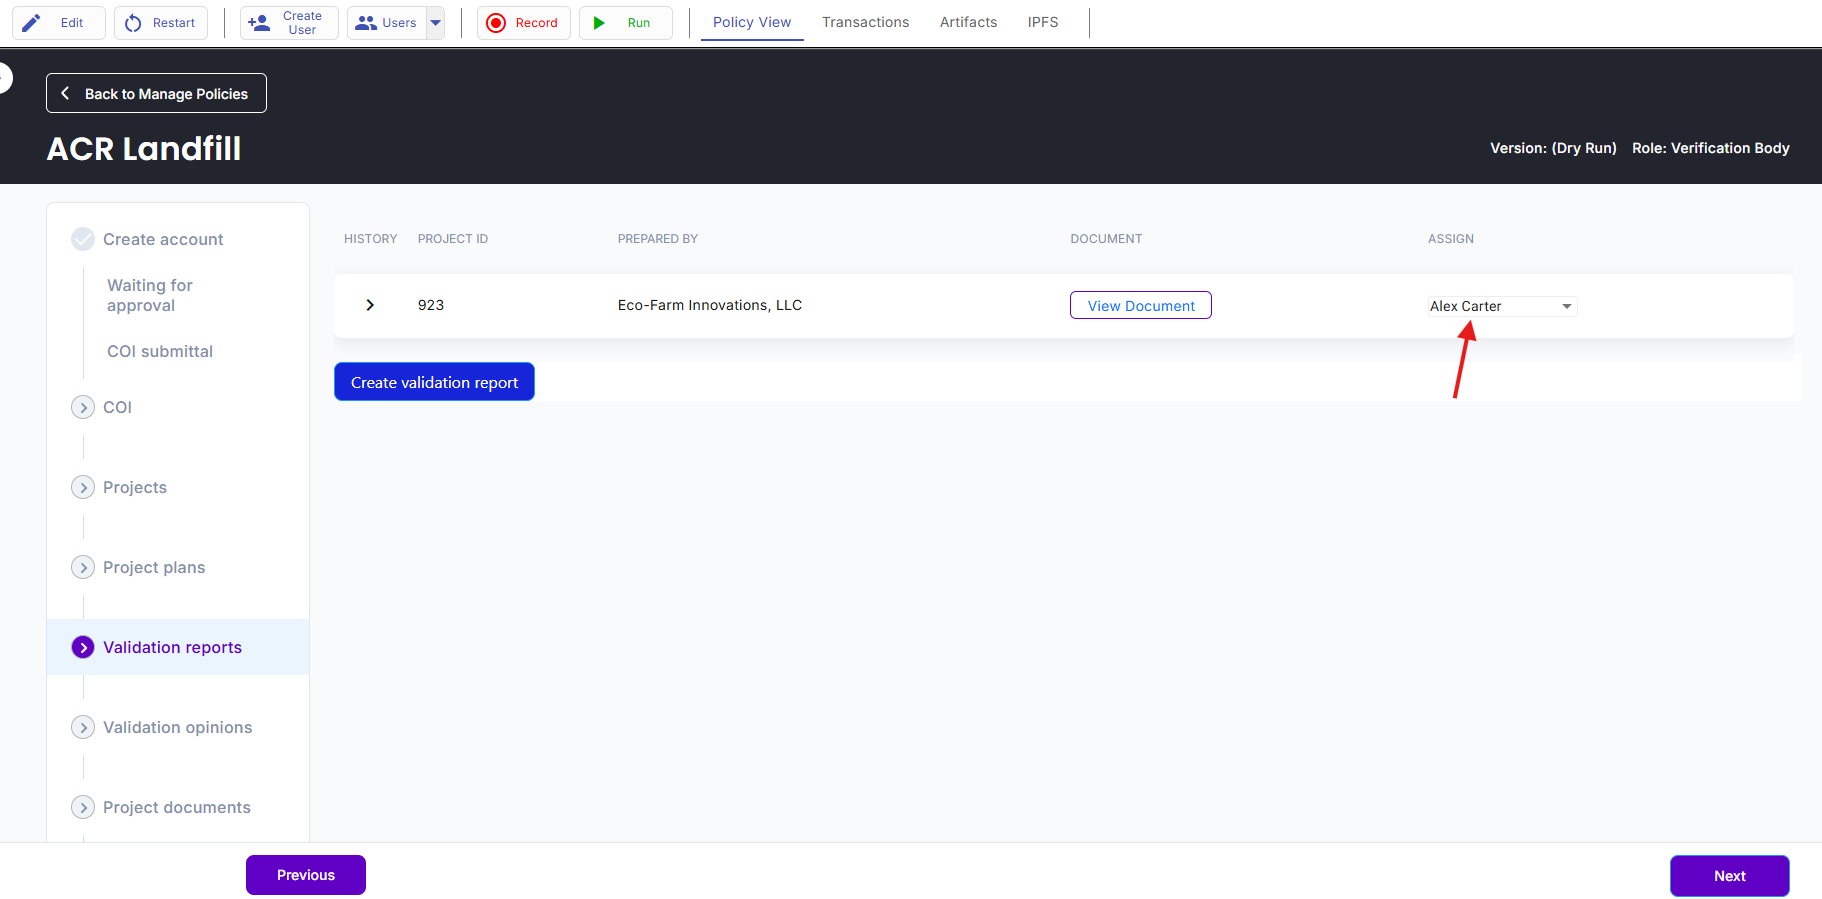 Edit
Restart
Create
User
Users
Record
Run
Policy View
Transactions
Artifacts
IPFS
Back to Manage Policies
ACR Landfill
Version: (Dry Run)
Role: Verification Body
Create account
Waiting for
approval
COI submittal
COI
Projects
Project plans
Validation reports
Validation opinions
Project documents
HISTORY
PROJECT ID
PREPARED BY
DOCUMENT
ASSIGN
923
Eco-Farm Innovations, LLC
View Document
Alex Carter
Create validation report
Previous
Next